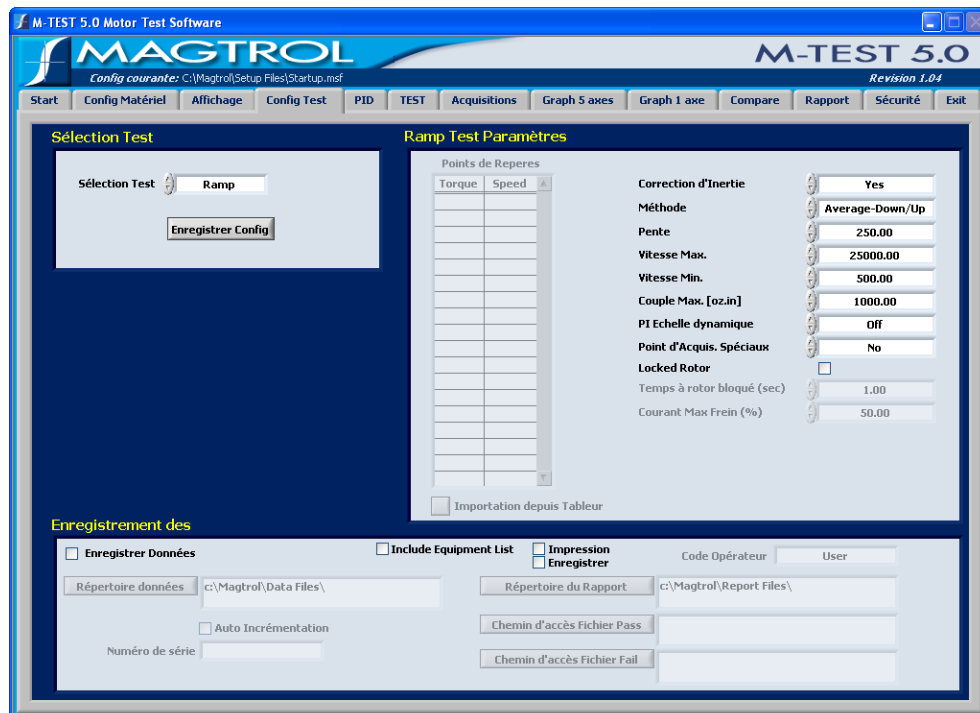 M-TEST 5.0 Motor Test Software
MAGTROL
M-TEST 5.0
Config courante: C:\Magtrol\Setup Files\Startup.msf
Revision 1.04
Start Config Matériel Affichage Config Test PID TEST Acquisitions Graph 5 axes Graph 1 axe Compare Rapport Sécurité Exit
Sélection Test
Sélection Test Ramp
Enregistrer Config
Ramp Test Paramètres
Points de Reperes
Torque Speed
Importation depuis Tableur
Correction d'Inertie Yes
Méthode Average-Down/Up
Pente 250.00
Vitesse Max. 25000.00
Vitesse Min. 500.00
Couple Max. [oz.in] 1000.00
PI Echelle dynamique Off
Point d'Acquis. Spéciaux No
Locked Rotor
Temps à rotor bloqué (sec) 1.00
Courant Max Frein (%) 50.00
Enregistrement des
Enregistrer Données
Répertoire données c:\Magtrol\Data Files\
Auto Incrémentation
Numéro de série
Include Equipment List
Impression
Enregistrer
Code Opérateur User
Répertoire du Rapport c:\Magtrol\Report Files\
Chemin d'accès Fichier Pass
Chemin d'accès Fichier Fail